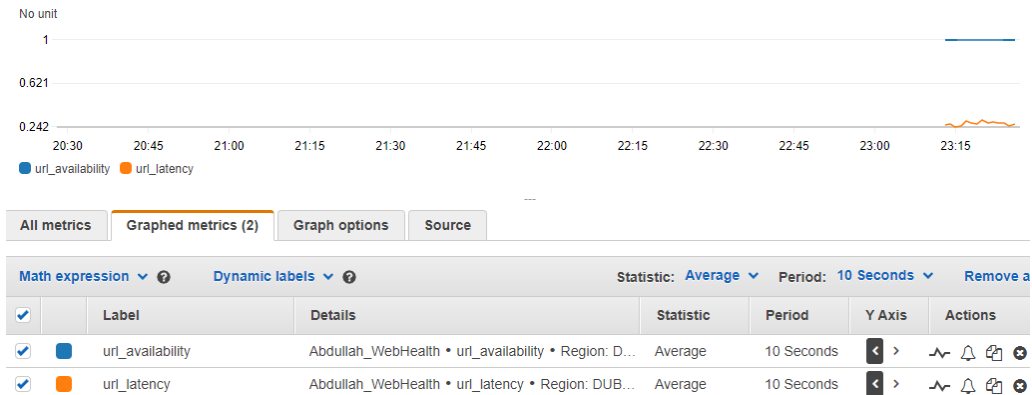 No unit
1
0.621
0.242
20:30 20:45 21:00 21:15 21:30 21:45 22:00 22:15 22:30 22:45 23:00 23:15
url_availability url_latency
All metrics Graphed metrics (2) Graph options Source
Math expression Dynamic labels Statistic: Average Period: 10 Seconds Remove a
Label Details Statistic Period Y Axis Actions
url_availability Abdullah_WebHealth • url_availability • Region: D... Average 10 Seconds
url_latency Abdullah_WebHealth • url_latency • Region: DUB... Average 10 Seconds